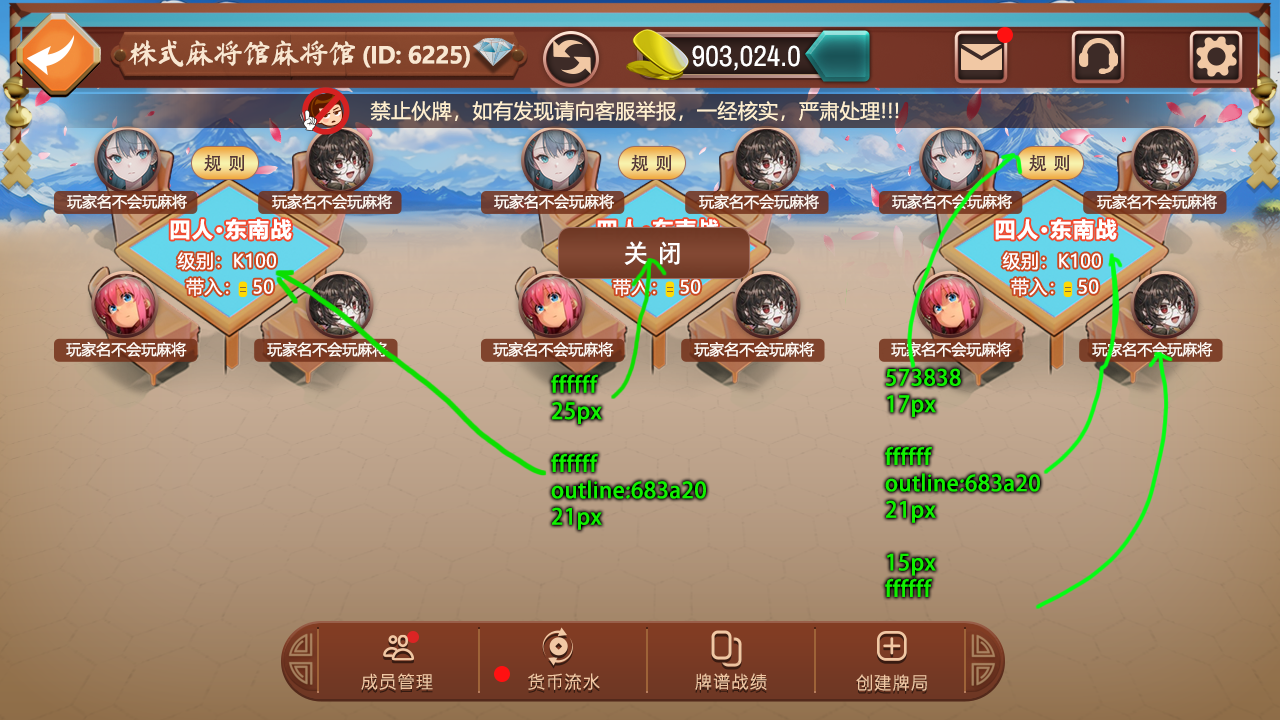 株式麻将馆麻将馆 (ID: 6225)
903,024.0
禁止伙牌，如有发现请向客服举报，一经核实，严肃处理!!!
规 则
玩家名不会玩麻将
玩家名不会玩麻将
四人·东南战
级别：K100
带入：50
玩家名不会玩麻将
玩家名不会玩麻将
规 则
玩家名不会玩麻将
玩家名不会玩麻将
四人·东南战
关 闭
带入：50
玩家名不会玩麻将
玩家名不会玩麻将
规 则
玩家名不会玩麻将
玩家名不会玩麻将
四人·东南战
级别：K100
带入：50
玩家名不会玩麻将
玩家名不会玩麻将
ffffff
25px
ffffff
outline:683a20
21px
573838
17px
ffffff
outline:683a20
21px
15px
ffffff
成员管理
货币流水
牌谱战绩
创建牌局